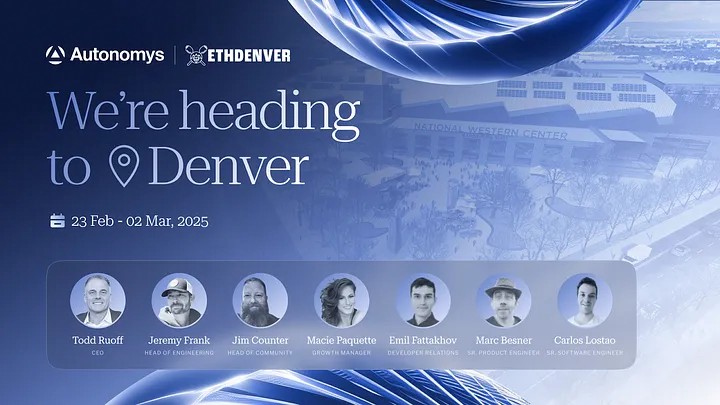 Autonomys
ETHDENVER
We're heading
to Denver
23 Feb - 02 Mar, 2025
NATIONAL WESTERN CENTER
Todd Ruoff
CEO
Jeremy Frank
HEAD OF ENGINEERING
Jim Counter
HEAD OF COMMUNITY
Macie Paquette
GROWTH MANAGER
Emil Fattakhov
DEVELOPER RELATIONS
Marc Besner
SR. PRODUCT ENGINEER
Carlos Lostao
SR. SOFTWARE ENGINEER